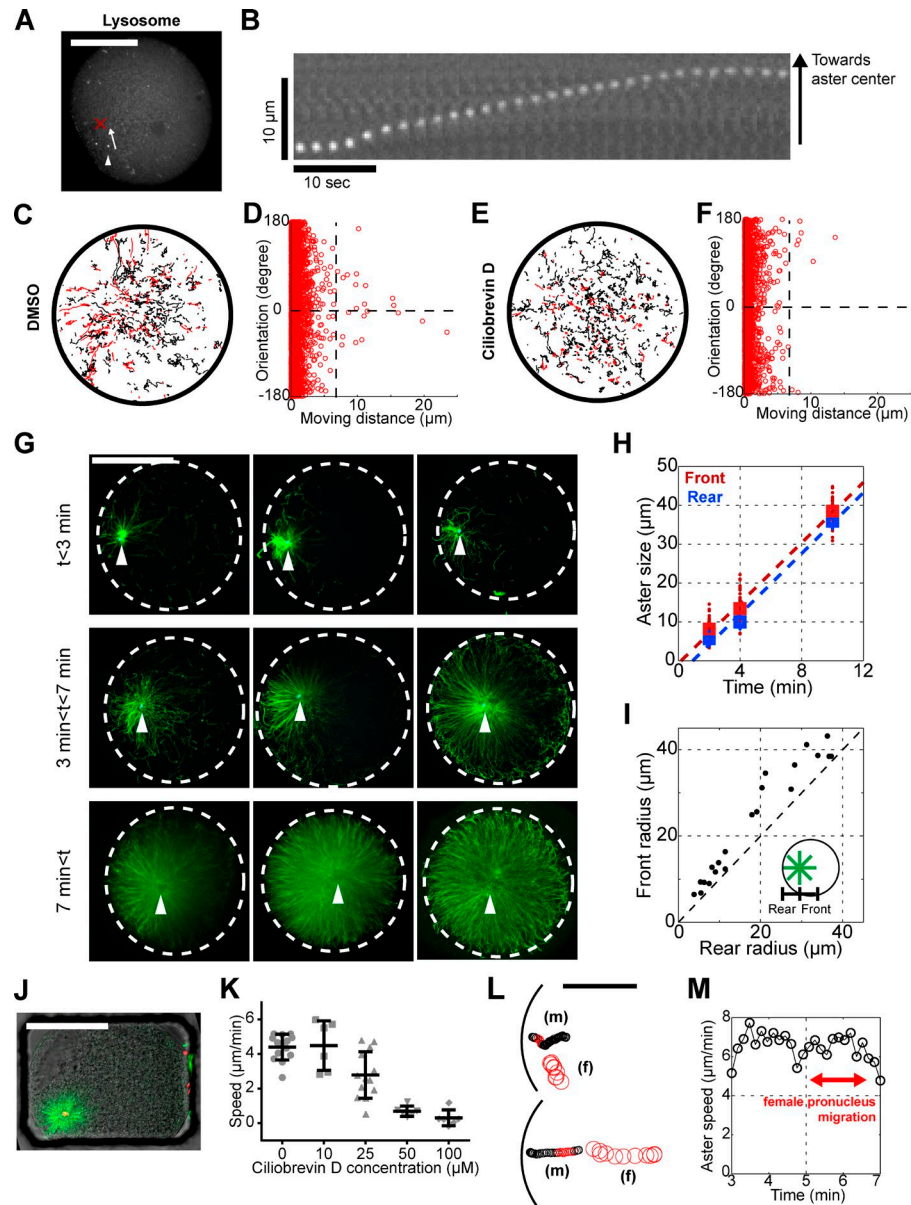 A
Lysosome
B
10 µm
10 sec
Towards
aster center
C
DMSO
D
Orientation (degree)
180
0
-180
0
10
20
Moving distance (µm)
E
Ciliobrevin D
F
Orientation (degree)
180
0
-180
0
10
20
Moving distance (µm)
G
t<3 min
3 min<t<7 min
7 min<t
H
Aster size (µm)
50
40
30
20
10
0
Front
Rear
0
4
8
12
Time (min)
I
Front radius (µm)
40
20
0
Rear Front
0
20
40
Rear radius (µm)
J
K
Speed (µm/min)
6
4
2
0
0
10
25
50
100
Ciliobrevin D concentration (µM)
L
(m)
(f)
(m)
(f)
M
Aster speed (µm/min)
8
6
4
2
0
female pronucleus
migration
3
4
5
6
7
Time (min)